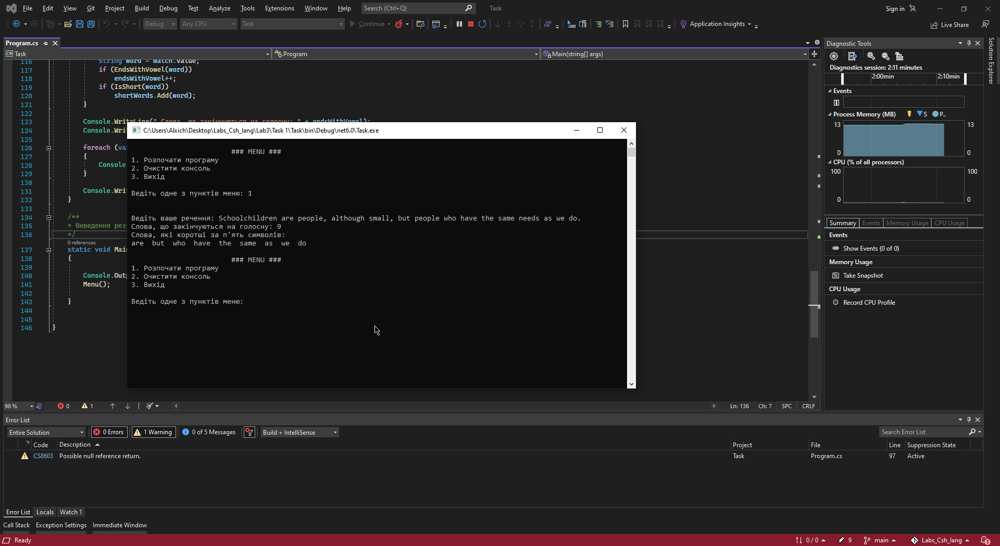 File Edit View Git Project Build Debug Test Analyze Tools Extensions Window Help Search (Ctrl+Q) Task Sign in
Debug Any CPU Task Continue Application Insights Live Share
Program.cs
Task Program Main(string[] args)
116 string word = match.Value;
117 if (EndsWithVowel(word))
118 endsWithVowel++;
119 if (IsShort(word))
120 shortWords.Add(word);
121 }
122
123 Console.WriteLine(" Слова, що закінчуються на голосну: " + endsWithVowel);
124 Console.Wri
125
126 foreach (va
127 {
128 Console
129 }
130
131 Console.Wri
132 }
133
134 /**
135 * Виведення рез
136 */
0 references
137 static void Mai
138 {
139
140 Console.Out
141 Menu();
142
143 }
144
145
146 }
C:\Users\Alxich\Desktop\Labs_Csh_lang\Lab3\Task 1\Task\bin\Debug\net6.0\Task.exe
### MENU ###
1. Розпочати програму
2. Очистити консоль
3. Вихід
Ведіть одне з пунктів меню: 1
Ведіть ваше речення: Schoolchildren are people, although small, but people who have the same needs as we do.
Слова, що закінчуються на голосну: 9
Слова, які коротші за п'ять символів:
are but who have the same as we do
### MENU ###
1. Розпочати програму
2. Очистити консоль
3. Вихід
Ведіть одне з пунктів меню:
Diagnostic Tools
Diagnostics session: 2:11 minutes
2:00min 2:10min
Events
Process Memory (MB) S P..
13 13
0 0
CPU (% of all processors)
100 100
0 0
Summary Events Memory Usage CPU Usage
Events
Show Events (0 of 0)
Memory Usage
Take Snapshot
CPU Usage
Record CPU Profile
Solution Explorer
98 % 0 1 Ln: 136 Ch: 7 SPC CRLF
Error List
Entire Solution 0 Errors 1 Warning 0 of 5 Messages Build + IntelliSense Search Error List
Code Description Project File Line Suppression State
CS8603 Possible null reference return. Task Program.cs 97 Active
Error List Locals Watch 1
Call Stack Exception Settings Immediate Window
Ready 0 / 0 9 main Labs_Csh_lang 1